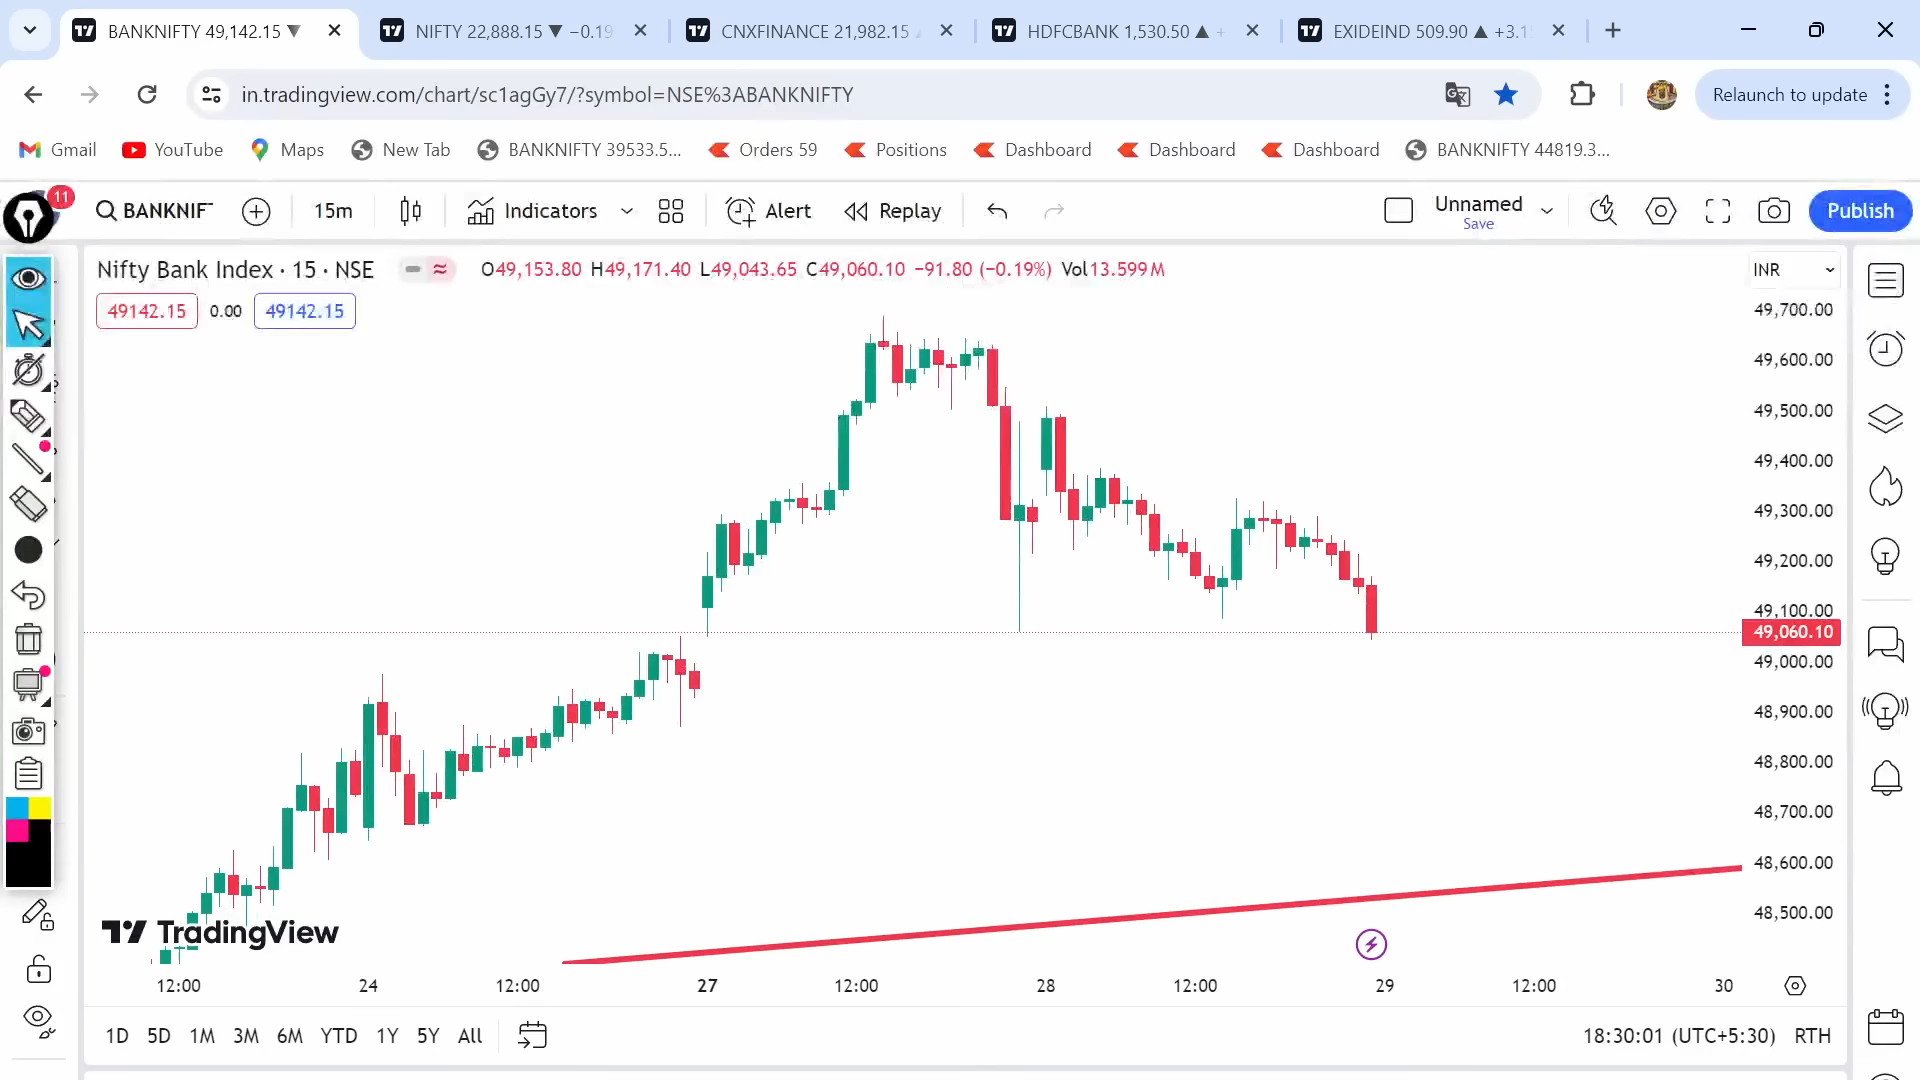 BANKNIFTY 49,142.15 ▼
NIFTY 22,888.15 ▼ −0.19
CNXFINANCE 21,982.15
HDFCBANK 1,530.50 ▲ +
EXIDEIND 509.90 ▲ +3.1
in.tradingview.com/chart/sc1agGy7/?symbol=NSE%3ABANKNIFTY
Relaunch to update
Gmail
YouTube
Maps
New Tab
BANKNIFTY 39533.5...
Orders 59
Positions
Dashboard
Dashboard
Dashboard
BANKNIFTY 44819.3...
11
BANKNIF
15m
Indicators
Alert
Replay
Unnamed
Save
Publish
Nifty Bank Index · 15 · NSE
O49,153.80 H49,171.40 L49,043.65 C49,060.10 −91.80 (−0.19%) Vol13.599M
INR
49142.15 0.00 49142.15
49,700.00
49,600.00
49,500.00
49,400.00
49,300.00
49,200.00
49,100.00
49,060.10
49,000.00
48,900.00
48,800.00
48,700.00
48,600.00
48,500.00
TradingView
12:00 24 12:00 27 12:00 28 12:00 29 12:00 30
1D 5D 1M 3M 6M YTD 1Y 5Y All
18:30:01 (UTC+5:30) RTH